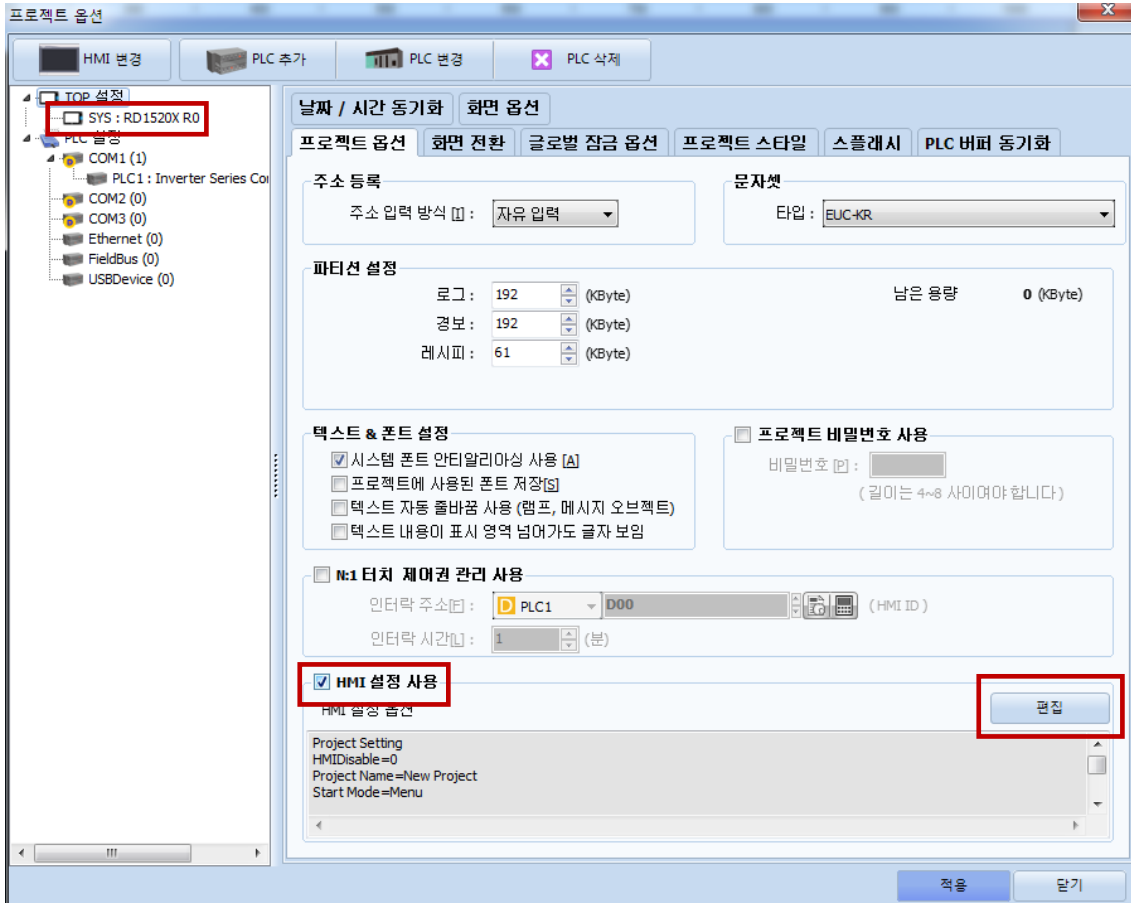 프로젝트 옵션
HMI 변경
PLC 추가
PLC 변경
PLC 삭제
TOP 설정
SYS : RD1520X R0
PLC 설정
COM1 (1)
PLC1 : Inverter Series Co
COM2 (0)
COM3 (0)
Ethernet (0)
FieldBus (0)
USBDevice (0)
날짜 / 시간 동기화 화면 옵션
프로젝트 옵션 화면 전환 글로벌 잠금 옵션 프로젝트 스타일 스플래시 PLC 버퍼 동기화
주소 등록
주소 입력 방식 [I] : 자유 입력
문자셋
타입 : EUC-KR
파티션 설정
로그 : 192 (KByte)
남은 용량 0 (KByte)
경보 : 192 (KByte)
레시피 : 61 (KByte)
텍스트 & 폰트 설정
시스템 폰트 안티알리아싱 사용 [A]
프로젝트에 사용된 폰트 저장[S]
텍스트 자동 줄바꿈 사용 (램프, 메시지 오브젝트)
텍스트 내용이 표시 영역 넘어가도 글자 보임
프로젝트 비밀번호 사용
비밀번호 [P] :
( 길이는 4~8 사이여야 합니다 )
N:1 터치 제어권 관리 사용
인터락 주소[F] : D PLC1 D00 ( HMI ID )
인터락 시간[L] : 1 (분)
HMI 설정 사용
HMI 설정 옵션
편집
Project Setting
HMIDisable=0
Project Name=New Project
Start Mode=Menu
적용
닫기